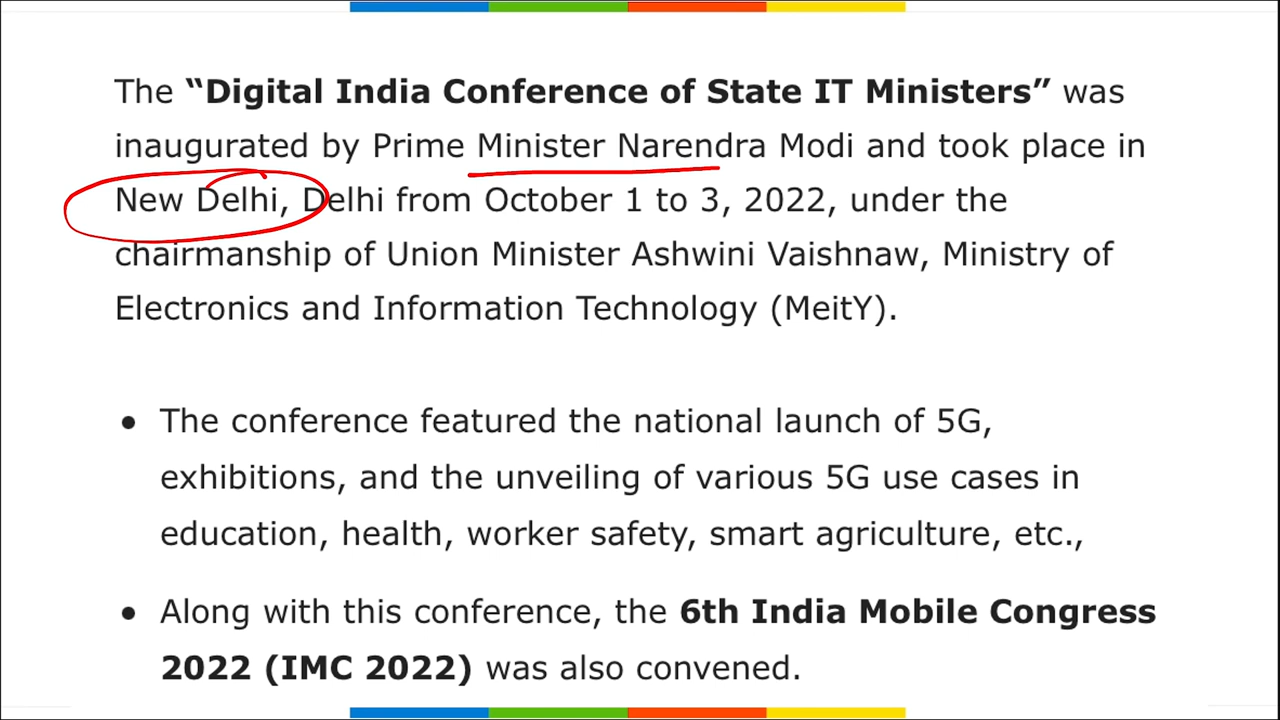 The “Digital India Conference of State IT Ministers” was
inaugurated by Prime Minister Narendra Modi and took place in
New Delhi, Delhi from October 1 to 3, 2022, under the
chairmanship of Union Minister Ashwini Vaishnaw, Ministry of
Electronics and Information Technology (MeitY).
● The conference featured the national launch of 5G,
exhibitions, and the unveiling of various 5G use cases in
education, health, worker safety, smart agriculture, etc.,
● Along with this conference, the 6th India Mobile Congress
2022 (IMC 2022) was also convened.